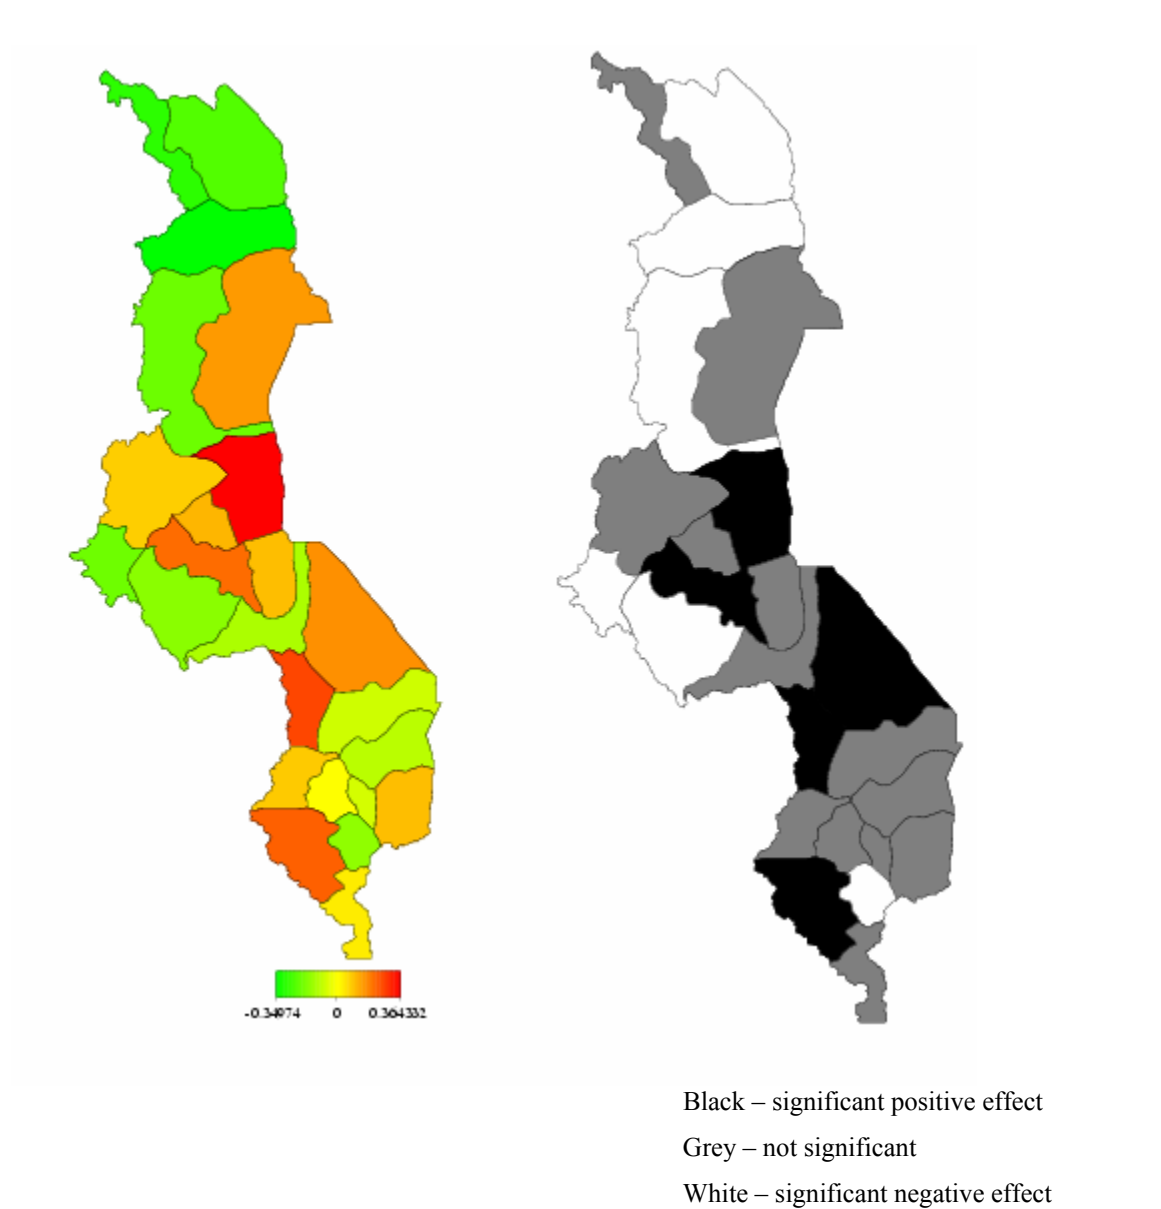 -0.34974 0 0.364332
Black – significant positive effect
Grey – not significant
White – significant negative effect